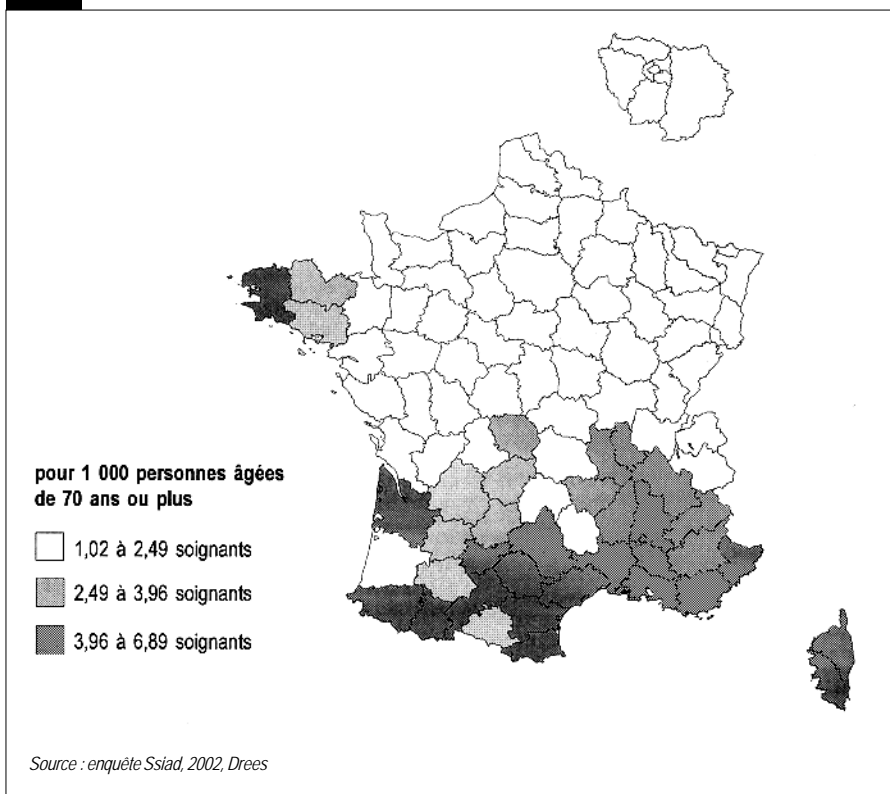 pour 1 000 personnes âgées
de 70 ans ou plus
1,02 à 2,49 soignants
2,49 à 3,96 soignants
3,96 à 6,89 soignants
Source : enquête Ssiad, 2002, Drees